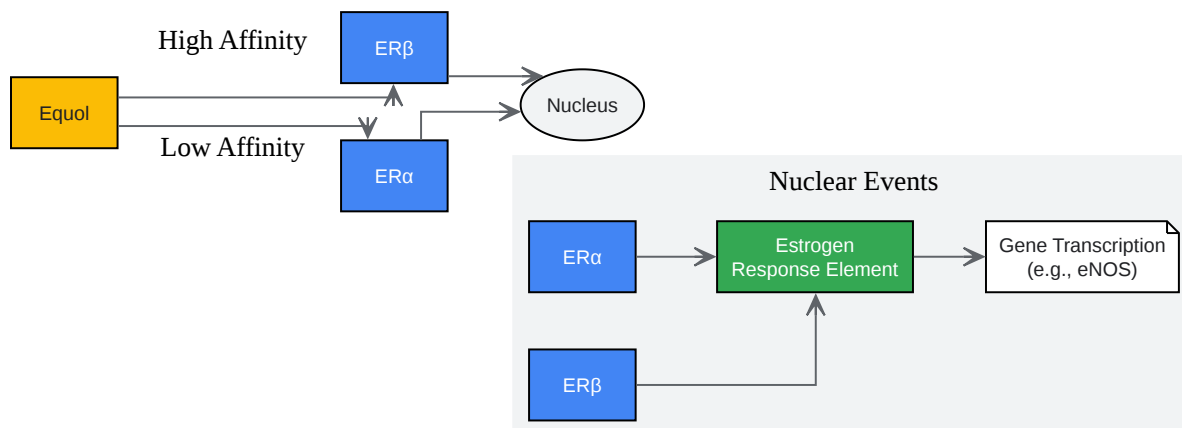 High Affinity
ERβ
Equol
Nucleus
Low Affinity
ERα
Nuclear Events
ERα
Estrogen
Response Element
Gene Transcription
(e.g., eNOS)
ERβ